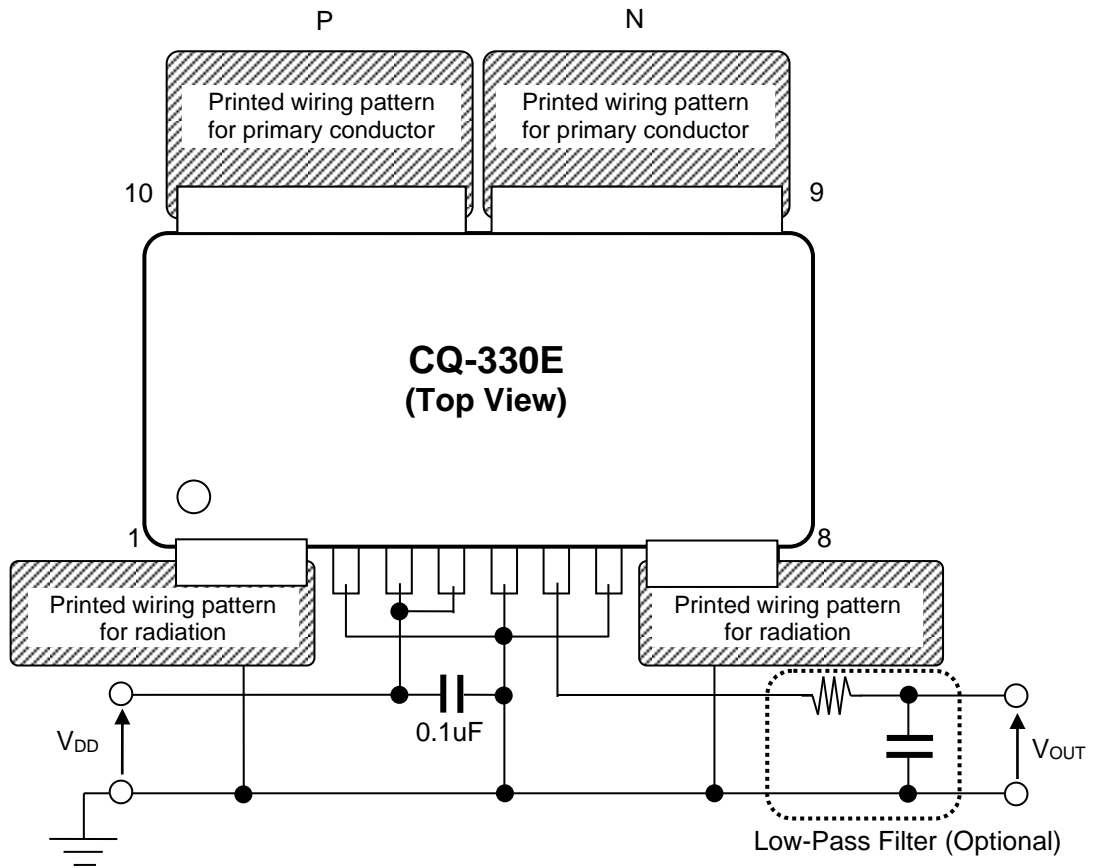 P
N
Printed wiring pattern
for primary conductor
Printed wiring pattern
for primary conductor
10
9
CQ-330E
(Top View)
1
8
Printed wiring pattern
for radiation
Printed wiring pattern
for radiation
0.1uF
VDD
VOUT
Low-Pass Filter (Optional)